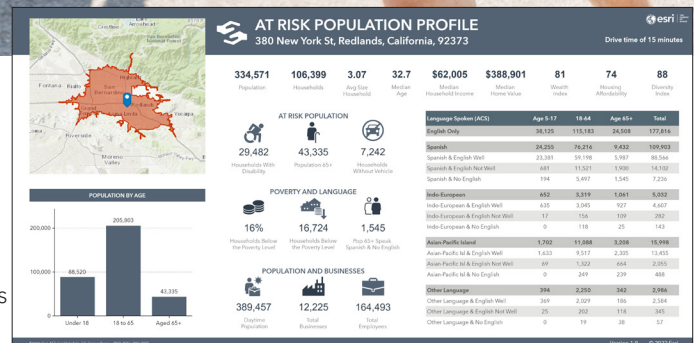 AT RISK POPULATION PROFILE
380 New York St, Redlands, California, 92373
esri
Drive time of 15 minutes
Fontana
Rialto
San Bernardino
Redlands
Yucaipa
Riverside
Moreno Valley
334,571
Population
106,399
Households
3.07
Avg Size Household
32.7
Median Age
$62,005
Median Household Income
$388,901
Median Home Value
81
Wealth Index
74
Housing Affordability
88
Diversity Index
AT RISK POPULATION
29,482
Households With Disability
43,335
Population 65+
7,242
Households Without Vehicle
POVERTY AND LANGUAGE
16%
Households Below the Poverty Level
16,724
Households Below the Poverty Level
1,545
Pop 65+ Speak Spanish & No English
POPULATION AND BUSINESSES
389,457
Daytime Population
12,225
Total Businesses
164,493
Total Employees
POPULATION BY AGE
200,000
100,000
0
88,520
205,803
43,335
Under 18
18 to 65
Aged 65+
Language Spoken (ACS) Age 5-17 18-64 Age 65+ Total
English Only 38,125 115,183 24,508 177,816
Spanish 24,255 76,216 9,432 109,903
Spanish & English Well 23,381 59,198 5,987 88,566
Spanish & English Not Well 681 11,521 1,900 14,102
Spanish & No English 194 5,497 1,545 7,236
Indo-European 652 3,319 1,061 5,032
Indo-European & English Well 635 3,045 927 4,607
Indo-European & English Not Well 17 156 109 282
Indo-European & No English 0 118 25 143
Asian-Pacific Island 1,702 11,088 3,208 15,998
Asian-Pacific Isl & English Well 1,633 9,517 2,305 13,455
Asian-Pacific Isl & English Not Well 69 1,322 664 2,055
Asian-Pacific Isl & No English 0 249 239 488
Other Language 394 2,250 342 2,986
Other Language & English Well 369 2,029 186 2,584
Other Language & English Not Well 25 202 118 345
Other Language & No English 0 19 38 57
Version 1.8 © 2023 Esri
s